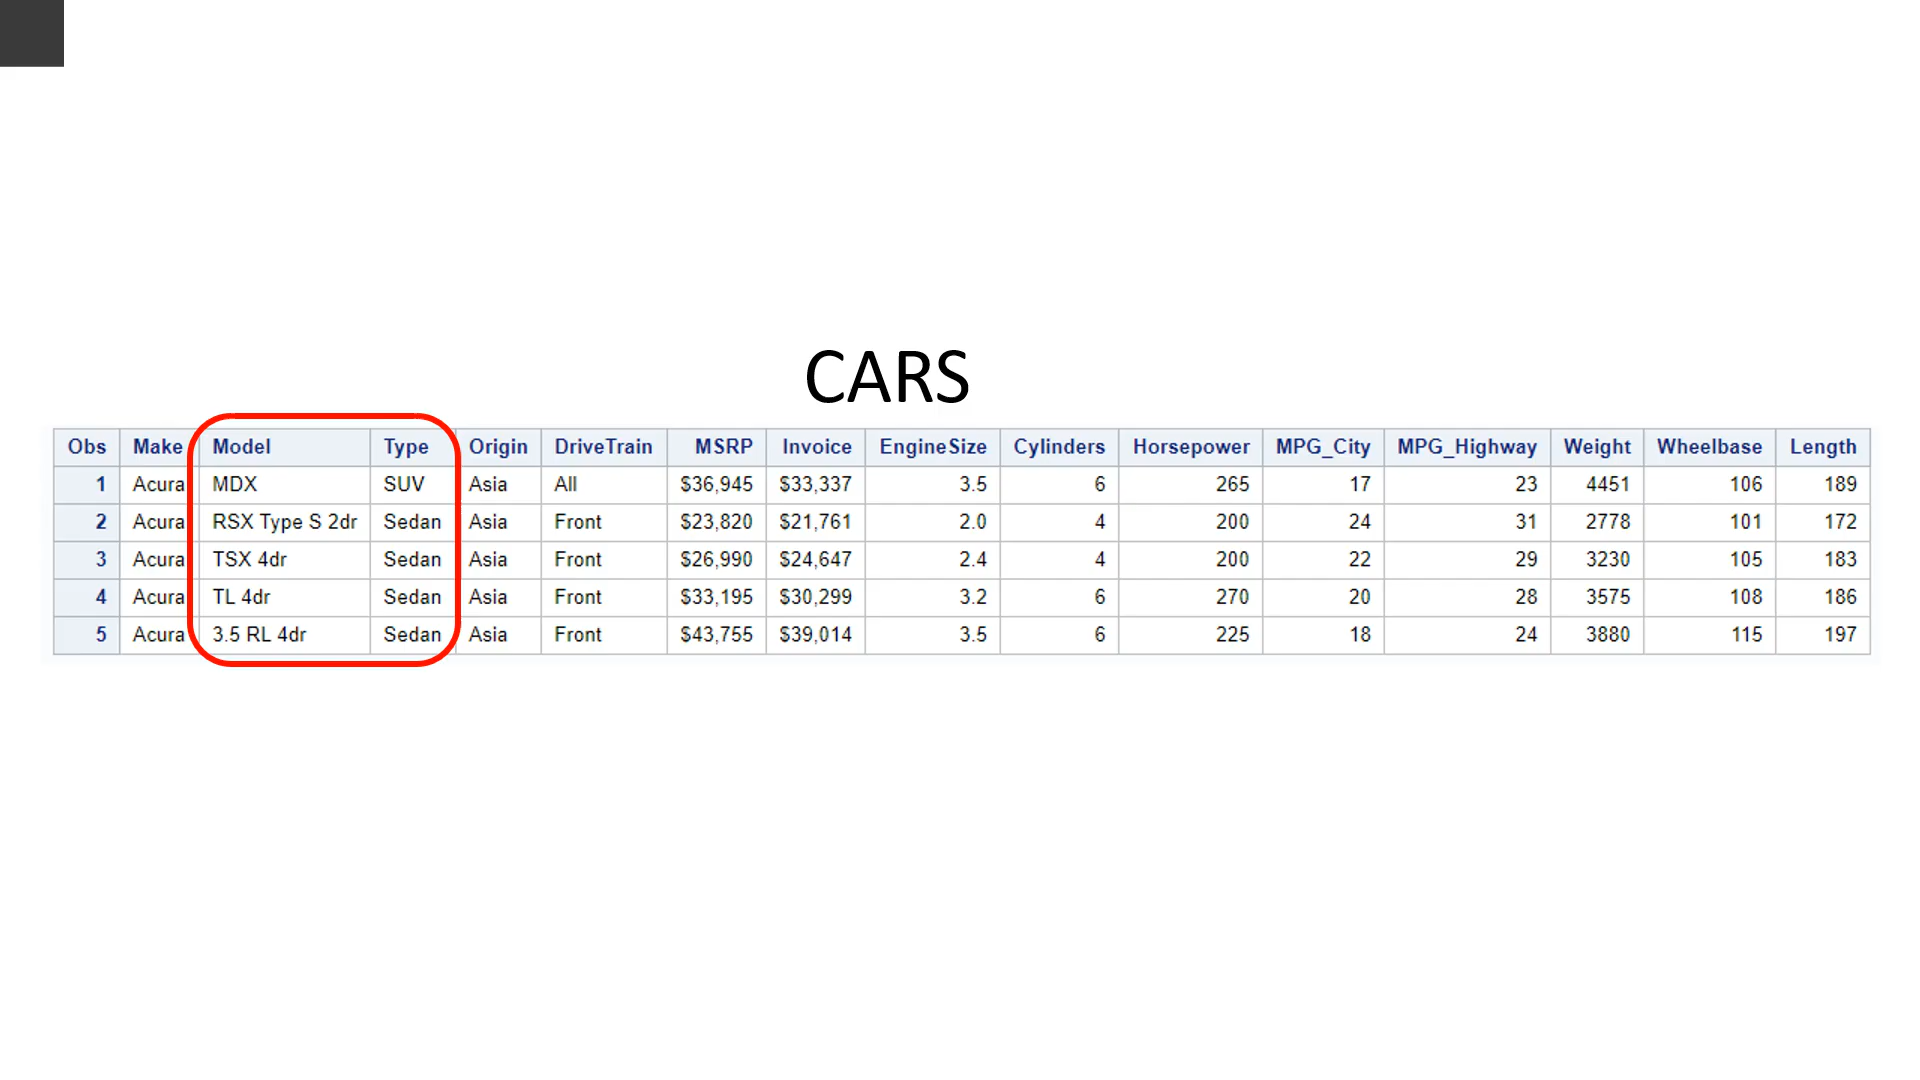 CARS
Obs Make Model Type Origin DriveTrain MSRP Invoice EngineSize Cylinders Horsepower MPG_City MPG_Highway Weight Wheelbase Length
1 Acura MDX SUV Asia All $36,945 $33,337 3.5 6 265 17 23 4451 106 189
2 Acura RSX Type S 2dr Sedan Asia Front $23,820 $21,761 2.0 4 200 24 31 2778 101 172
3 Acura TSX 4dr Sedan Asia Front $26,990 $24,647 2.4 4 200 22 29 3230 105 183
4 Acura TL 4dr Sedan Asia Front $33,195 $30,299 3.2 6 270 20 28 3575 108 186
5 Acura 3.5 RL 4dr Sedan Asia Front $43,755 $39,014 3.5 6 225 18 24 3880 115 197